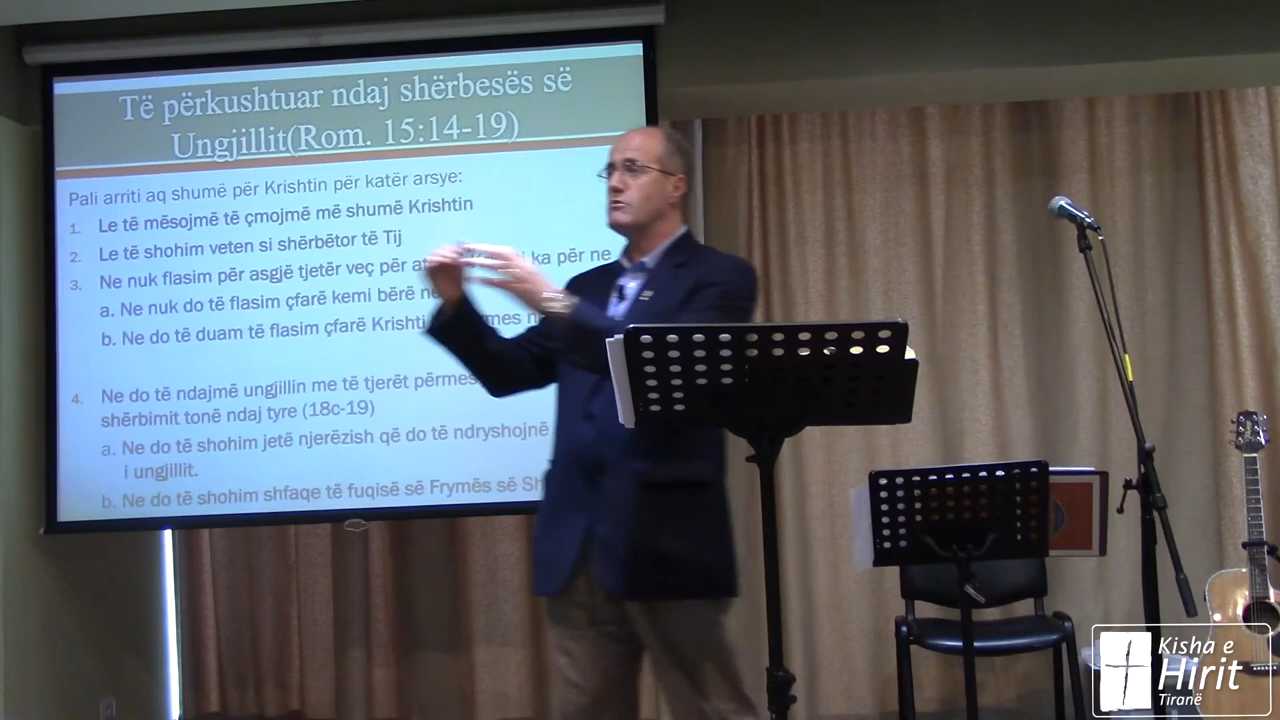 Të përkushtuar ndaj shërbesës së
Ungjillit(Rom. 15:14-19)
Pali arriti aq shumë për Krishtin për katër arsye:
1. Le të mësojmë të çmojmë më shumë Krishtin
2. Le të shohim veten si shërbëtor të Tij
3. Ne nuk flasim për asgjë tjetër veç për ka për ne
a. Ne nuk do të flasim çfarë kemi bërë
b. Ne do të duam të flasim çfarë Krishti
4. Ne do të ndajmë ungjillin me të tjerët përmes
shërbimit tonë ndaj tyre (18c-19)
a. Ne do të shohim jetë njerëzish që do të ndryshojnë
i ungjillit.
b. Ne do të shohim shfaqe të fuqisë së Frymës së
Kisha e
Hirit
Tiranë